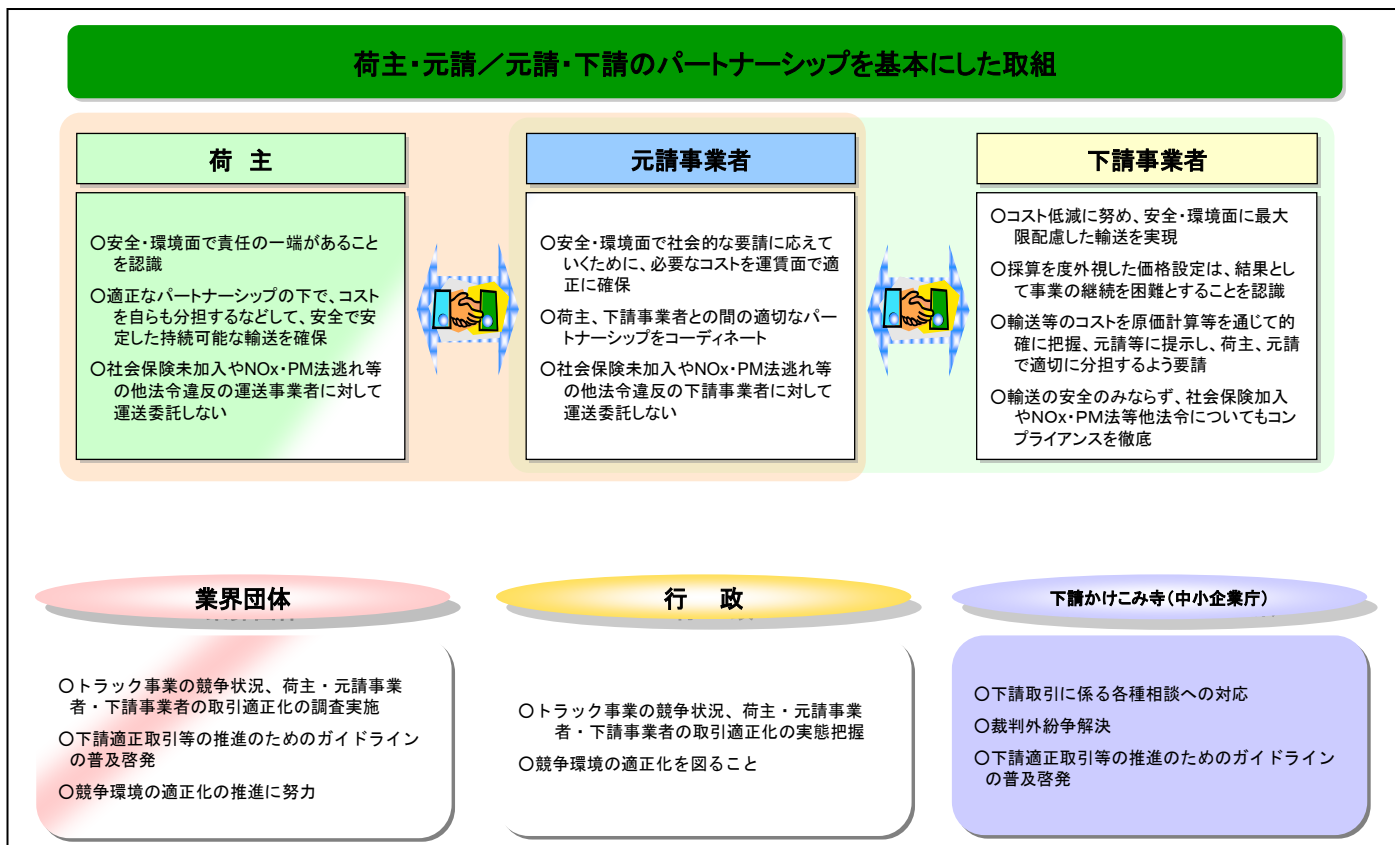 荷主・元請／元請・下請のパートナーシップを基本にした取組
荷 主
〇安全・環境面で責任の一端があること
を認識
〇適正なパートナーシップの下で、コスト
を自らも分担するなどして、安全で安
定した持続可能な輸送を確保
〇社会保険未加入やNOx・PM法逃れ等
の他法令違反の運送事業者に対して
運送委託しない
元請事業者
〇安全・環境面で社会的な要請に応えて
いくために、必要なコストを運賃面で適
正に確保
〇荷主、下請事業者との間の適切なパー
トナーシップをコーディネート
〇社会保険未加入やNOx・PM法逃れ等
の他法令違反の下請事業者に対して
運送委託しない
下請事業者
〇コスト低減に努め、安全・環境面に最大
限配慮した輸送を実現
〇採算を度外視した価格設定は、結果とし
て事業の継続を困難とすることを認識
〇輸送等のコストを原価計算等を通じて的
確に把握、元請等に提示し、荷主、元請
で適切に分担するよう要請
〇輸送の安全のみならず、社会保険加入
やNOx・PM法等他法令についてもコン
プライアンスを徹底
業界団体
〇トラック事業の競争状況、荷主・元請事業
者・下請事業者の取引適正化の調査実施
〇下請適正取引等の推進のためのガイドライン
の普及啓発
〇競争環境の適正化の推進に努力
行 政
〇トラック事業の競争状況、荷主・元請事業
者・下請事業者の取引適正化の実態把握
〇競争環境の適正化を図ること
下請かけこみ寺（中小企業庁）
〇下請取引に係る各種相談への対応
〇裁判外紛争解決
〇下請適正取引等の推進のためのガイドライン
の普及啓発